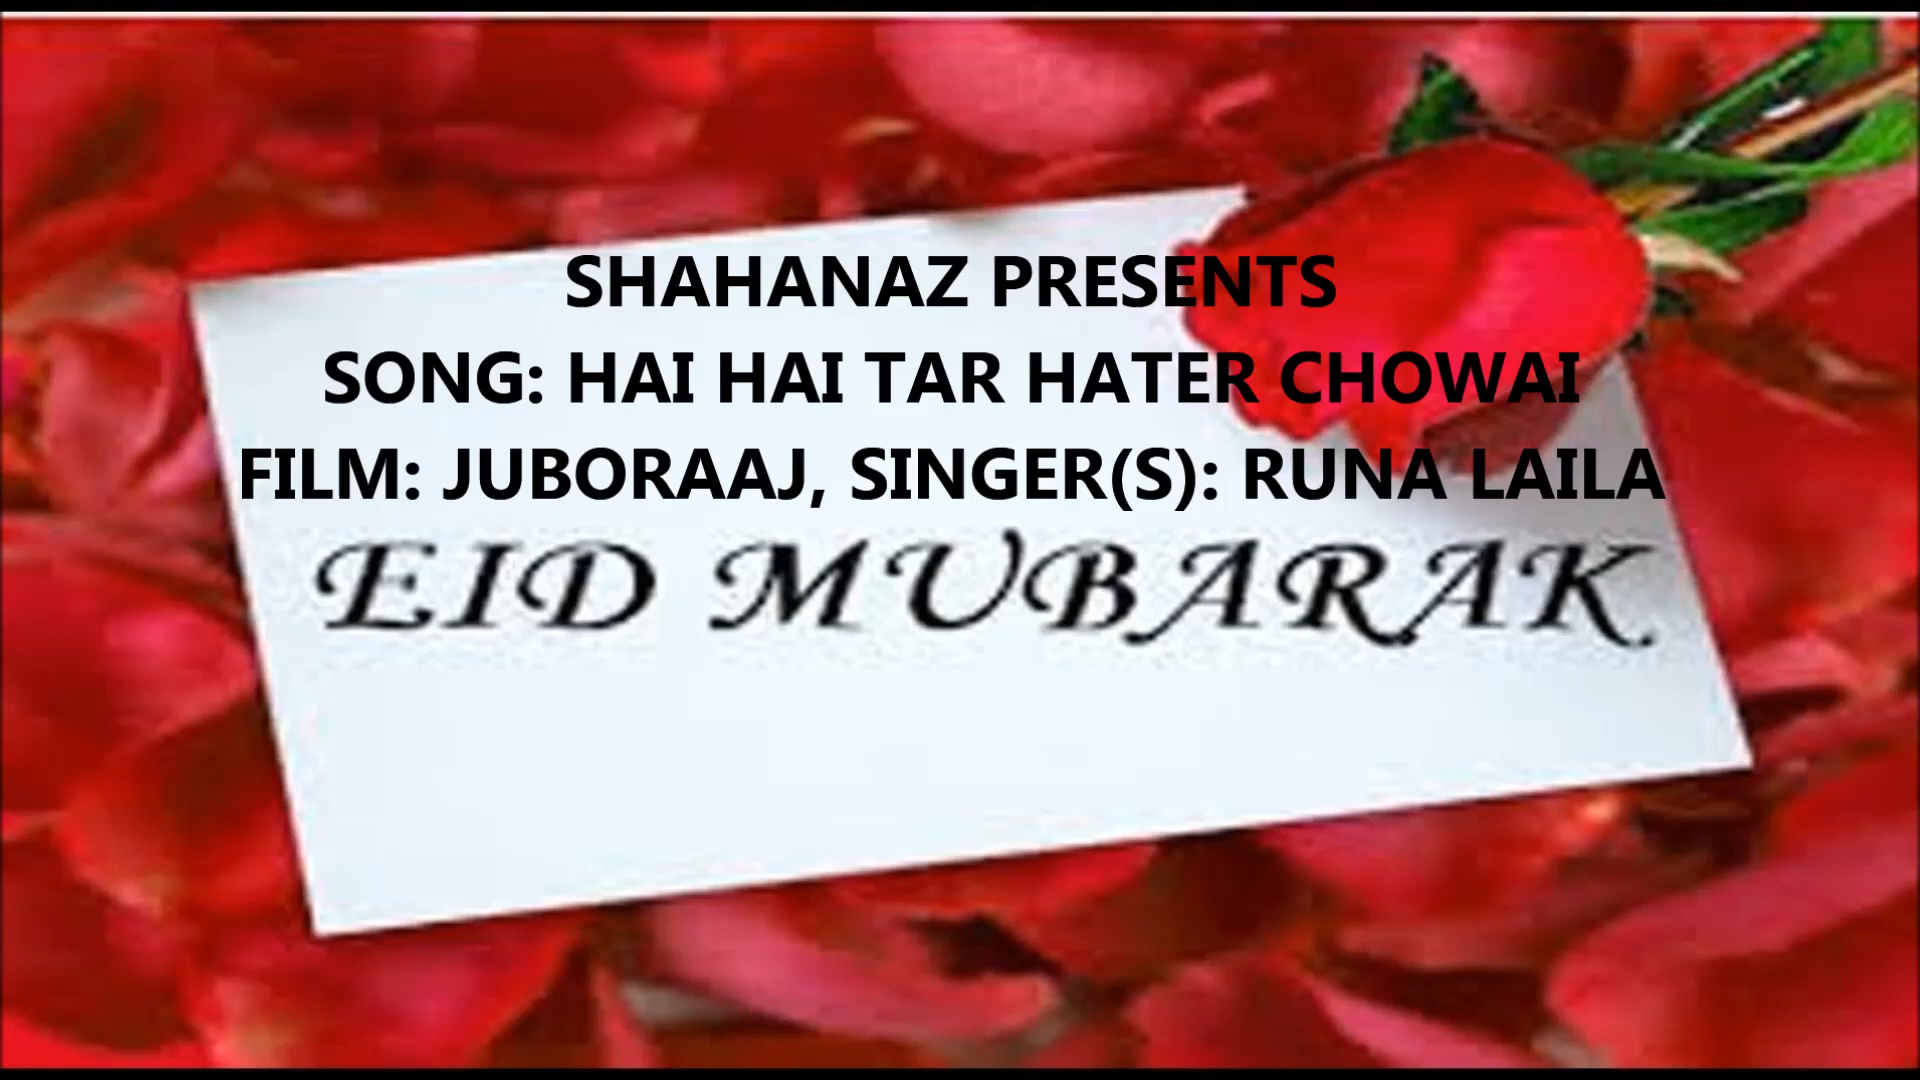 SHAHANAZ PRESENTS
SONG: HAI HAI TAR HATER CHOWAI
FILM: JUBORAAJ, SINGER(S): RUNA LAILA
EID MUBARAK